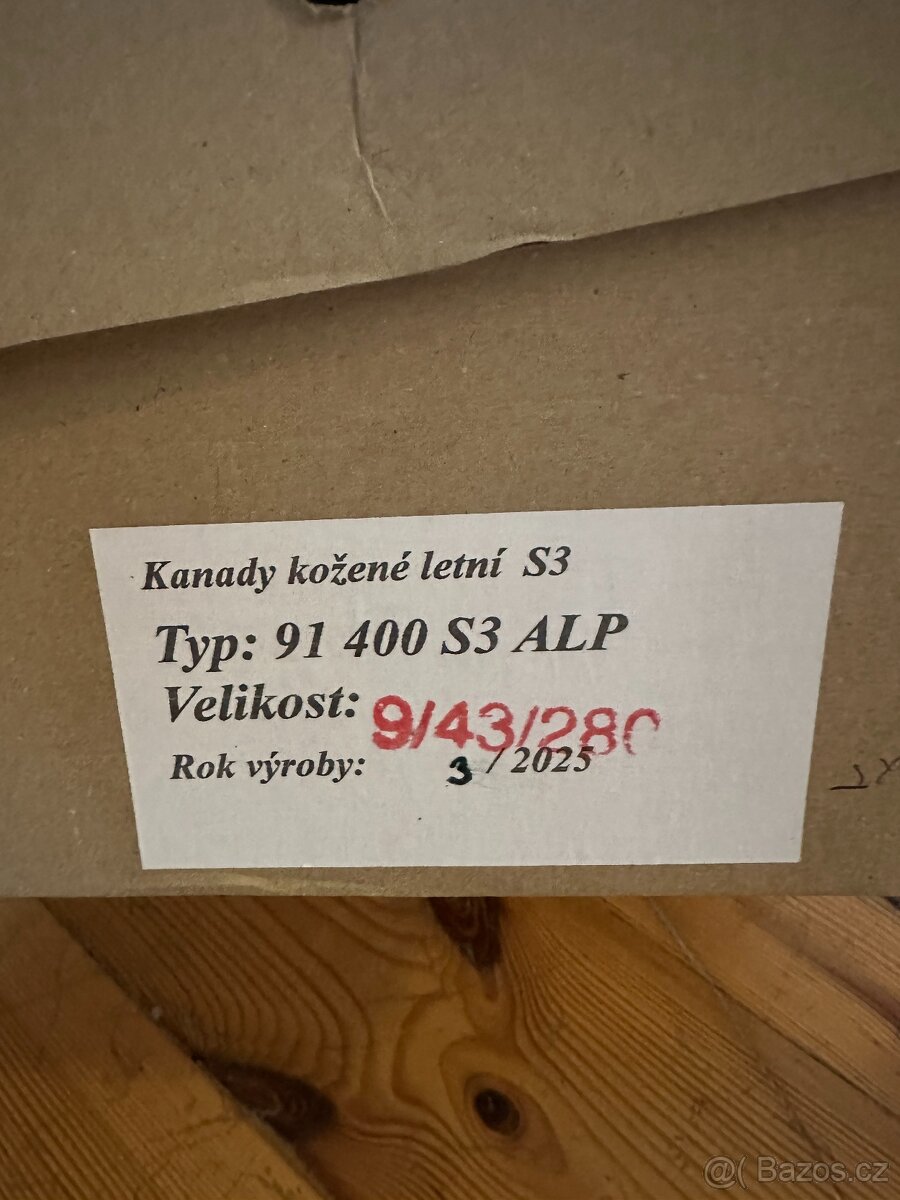 Kanady kožené letní S3
Typ: 91 400 S3 ALP
Velikost: 9/43/280
Rok výroby: 3 / 2025
@( Bazos.cz